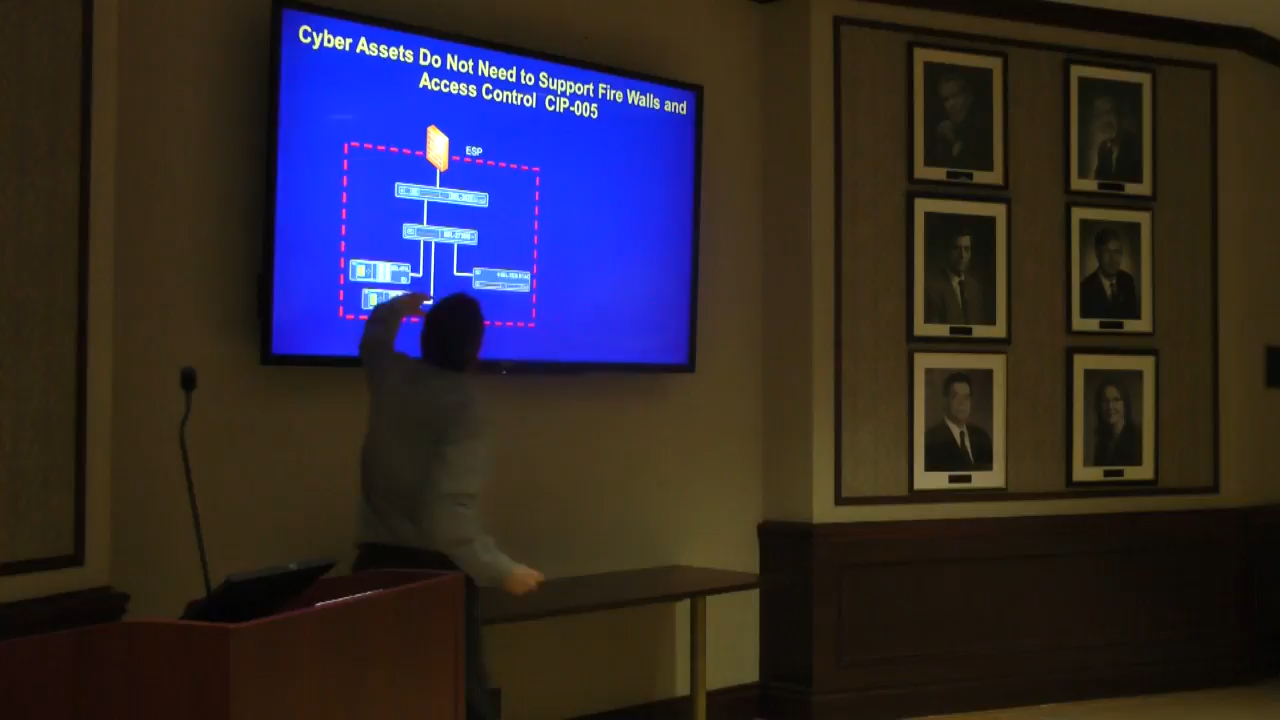 Cyber Assets Do Not Need to Support Fire Walls and
Access Control CIP-005
ESP